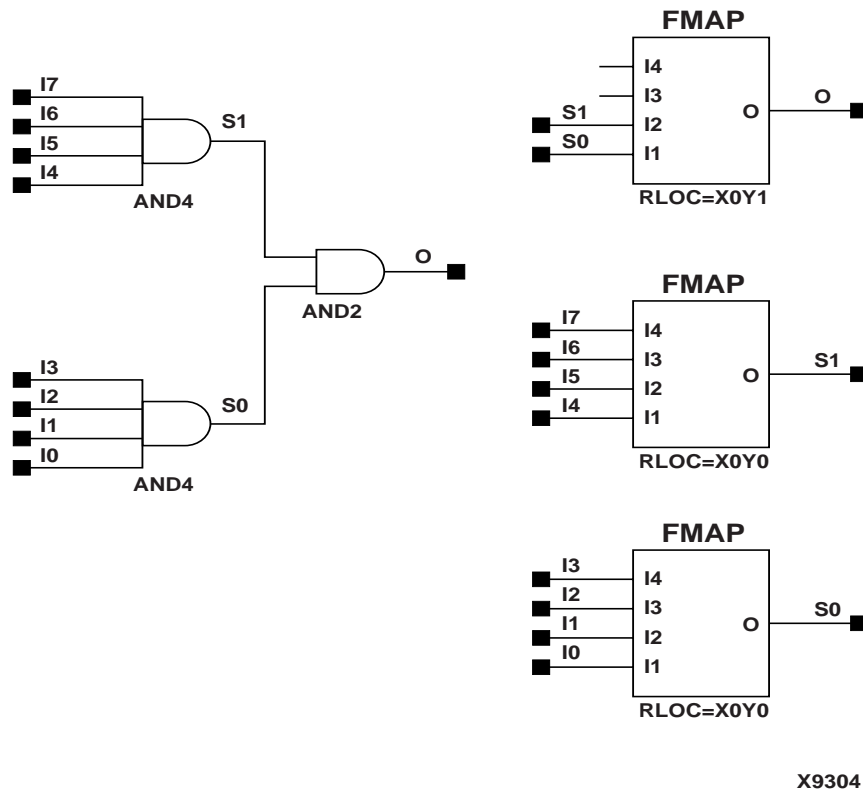 I7
I6
I5
I4
S1
AND4
O
AND2
I3
I2
I1
I0
S0
AND4
FMAP
I4
I3
S1 I2
S0 I1
O O
RLOC=X0Y1
FMAP
I7 I4
I6 I3
I5 I2
I4 I1
O S1
RLOC=X0Y0
FMAP
I3 I4
I2 I3
I1 I2
I0 I1
O S0
RLOC=X0Y0
X9304